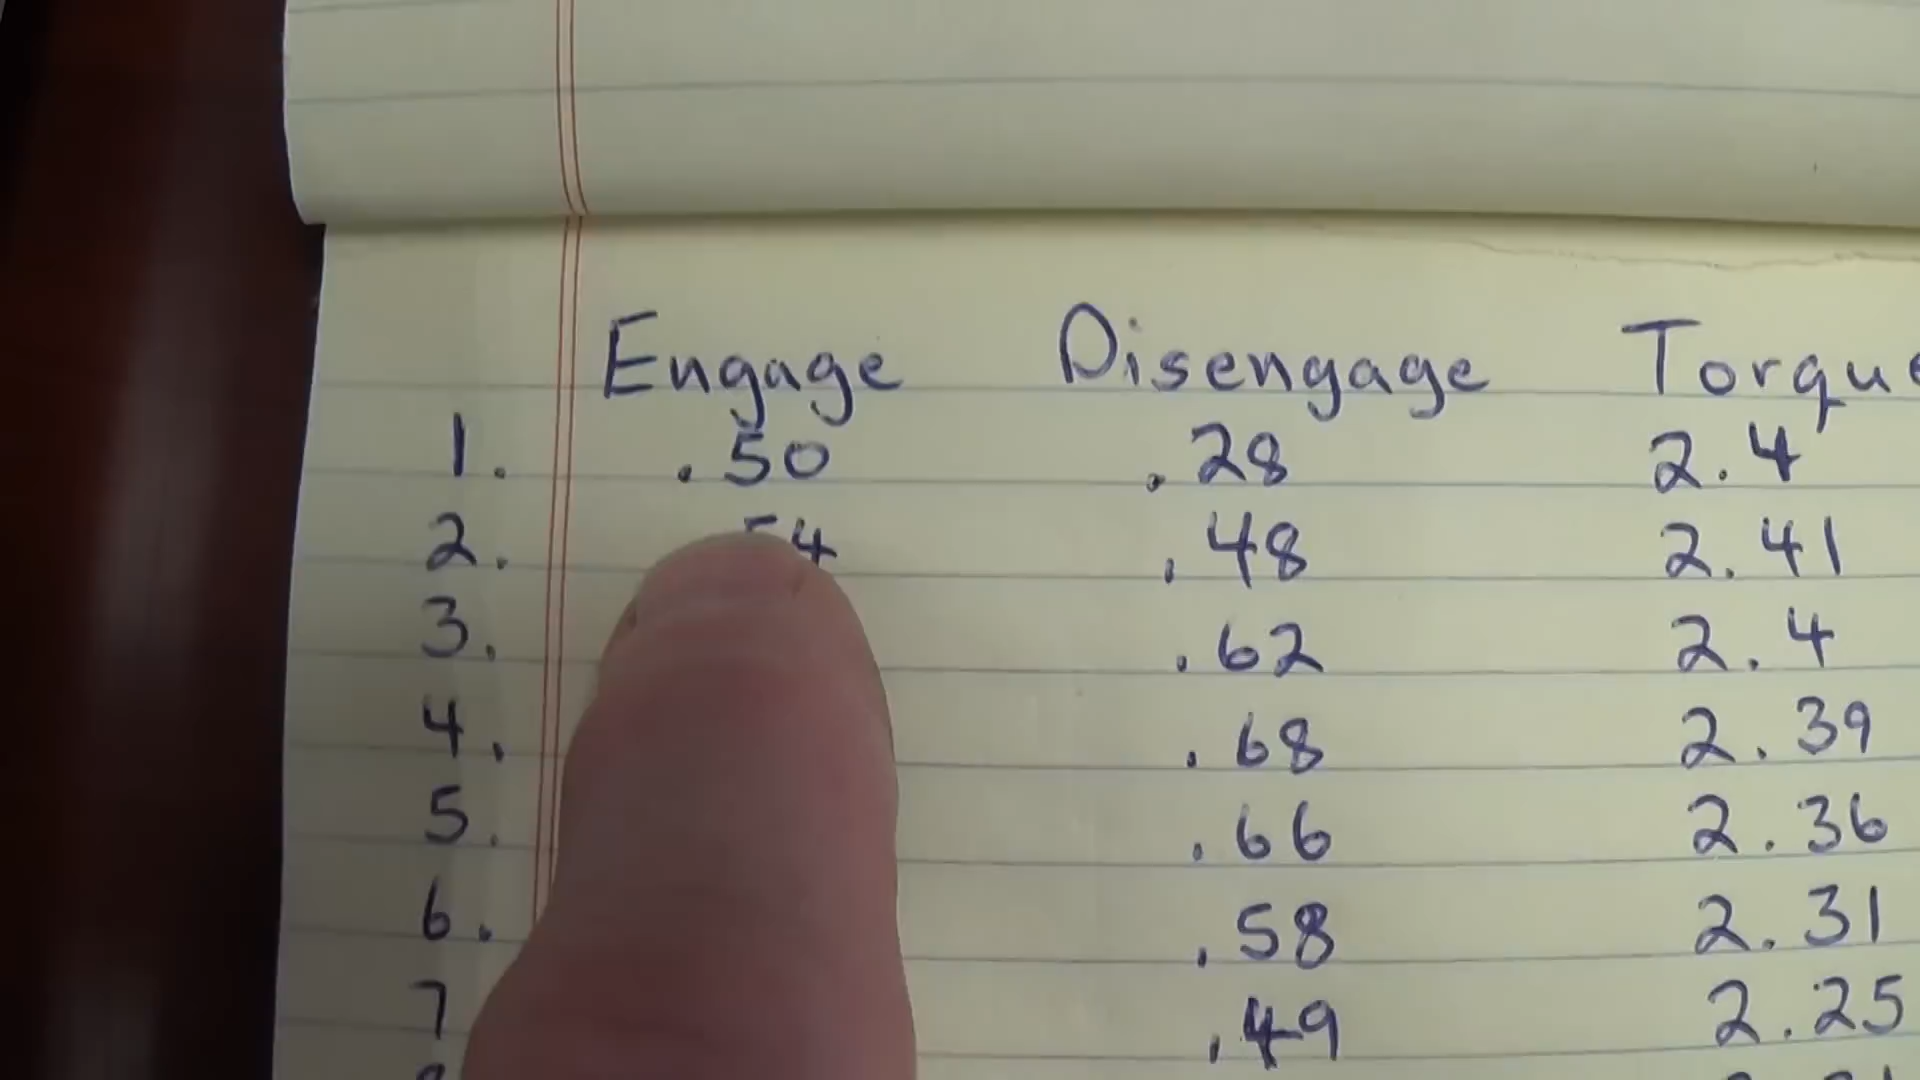 Engage Disengage Torque
1. .50 .28 2.4
2. 54 .48 2.41
3. .62 2.4
4. .68 2.39
5. .66 2.36
6. .58 2.31
7 .49 2.25